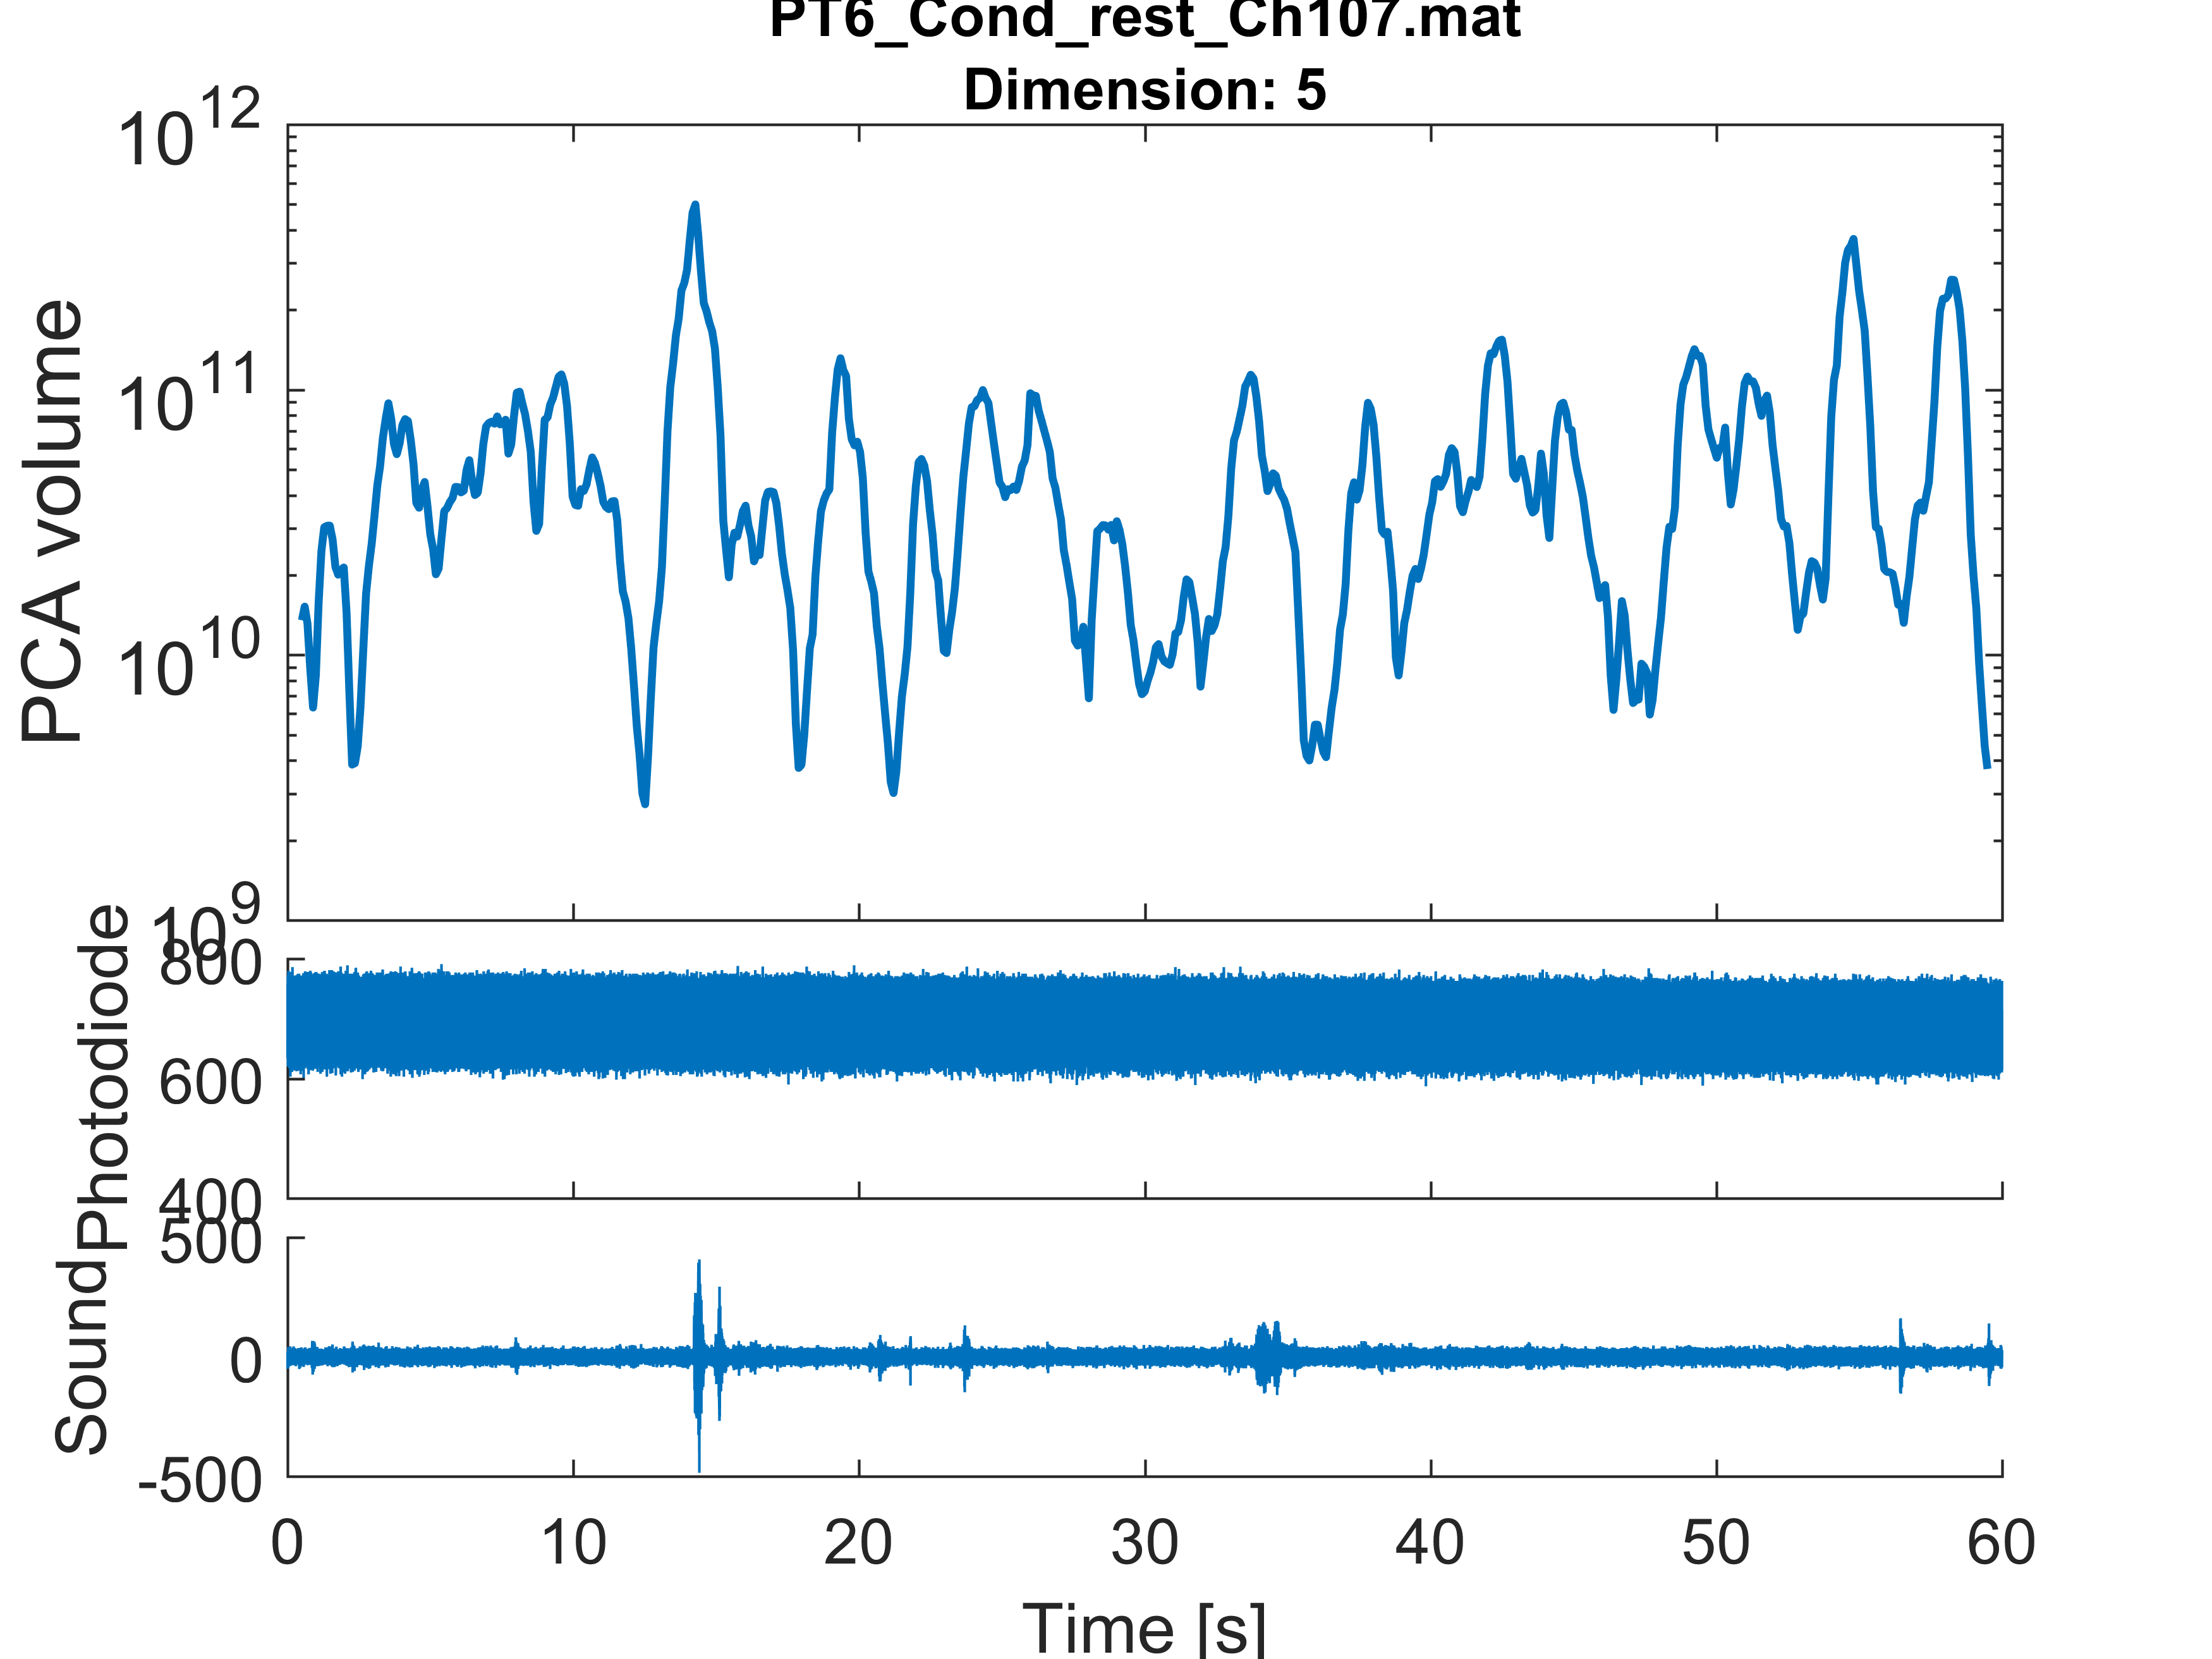 PT6_Cond_rest_Ch107.mat
Dimension: 5
PCA volume
10^12
10^11
10^10
10^9
Photodiode
800
600
400
Sound
500
0
-500
0 10 20 30 40 50 60
Time [s]